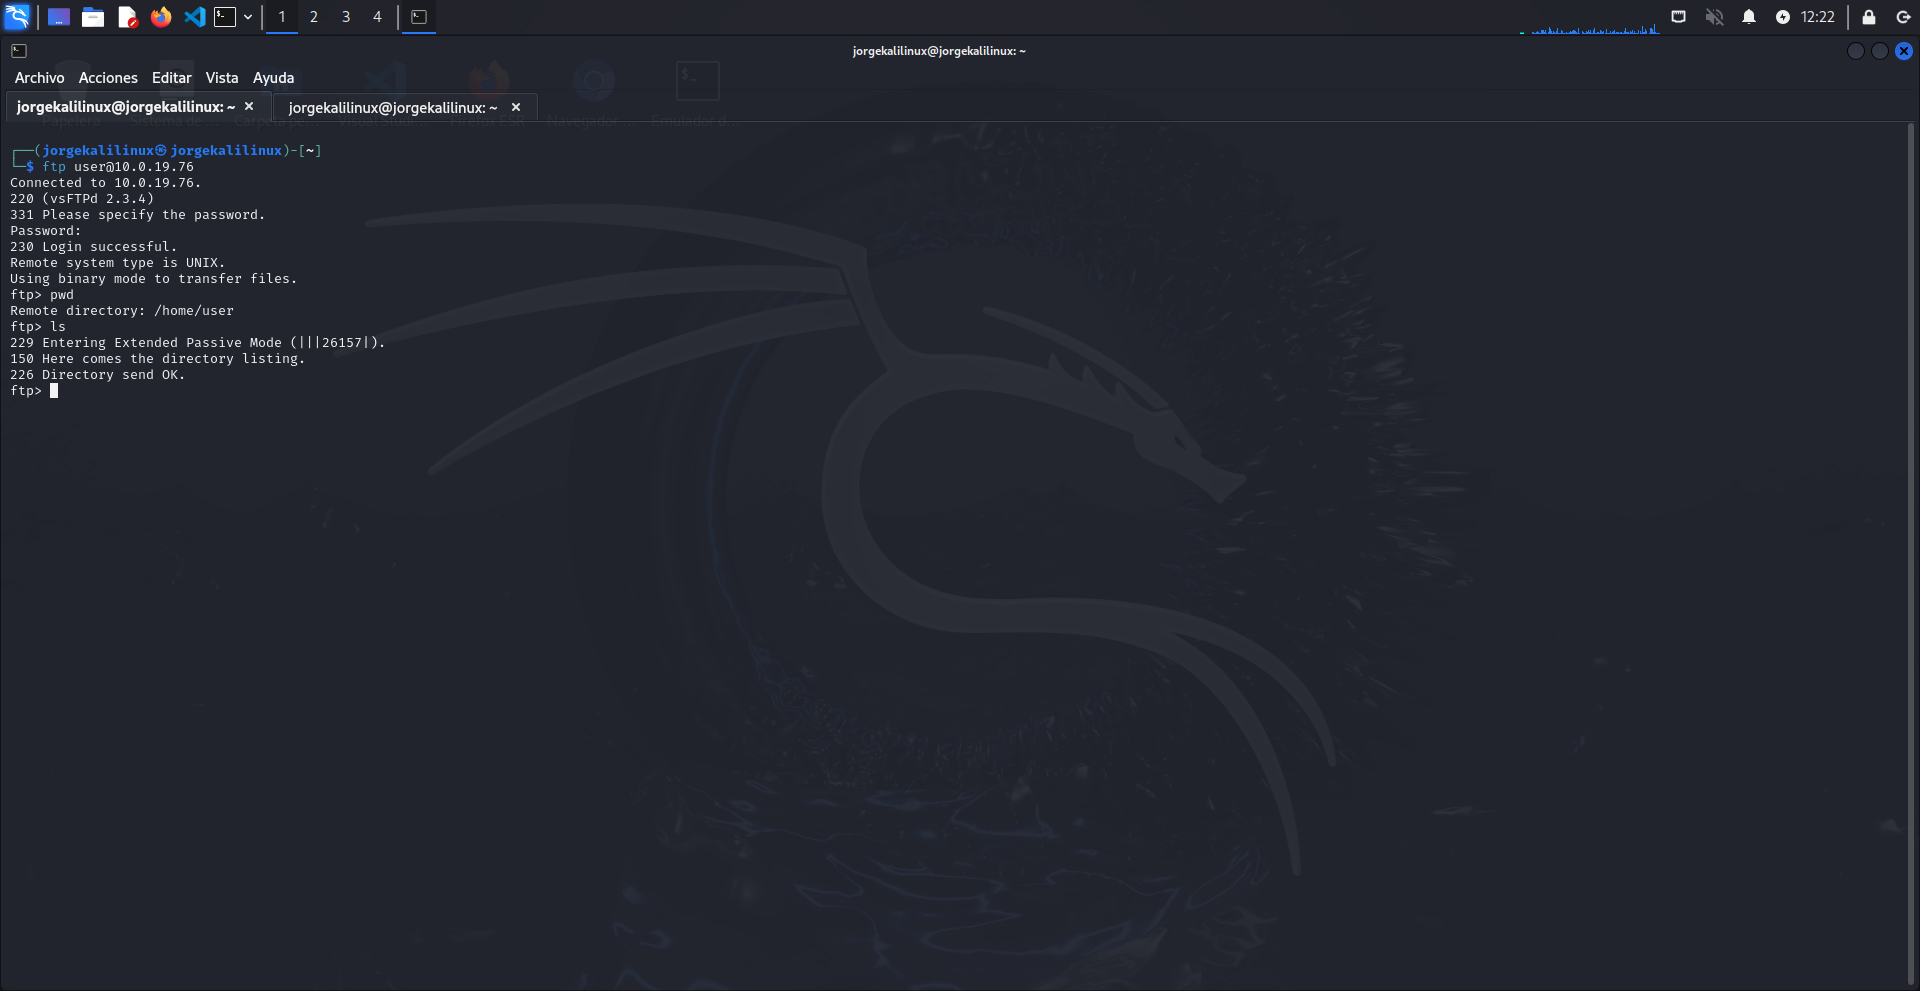 1 2 3 4 12:22
jorgekalilinux@jorgekalilinux: ~
Archivo Acciones Editar Vista Ayuda
jorgekalilinux@jorgekalilinux: ~ jorgekalilinux@jorgekalilinux: ~
┌──(jorgekalilinux㉿jorgekalilinux)-[~]
└─$ ftp user@10.0.19.76
Connected to 10.0.19.76.
220 (vsFTPd 2.3.4)
331 Please specify the password.
Password:
230 Login successful.
Remote system type is UNIX.
Using binary mode to transfer files.
ftp> pwd
Remote directory: /home/user
ftp> ls
229 Entering Extended Passive Mode (|||26157|).
150 Here comes the directory listing.
226 Directory send OK.
ftp>